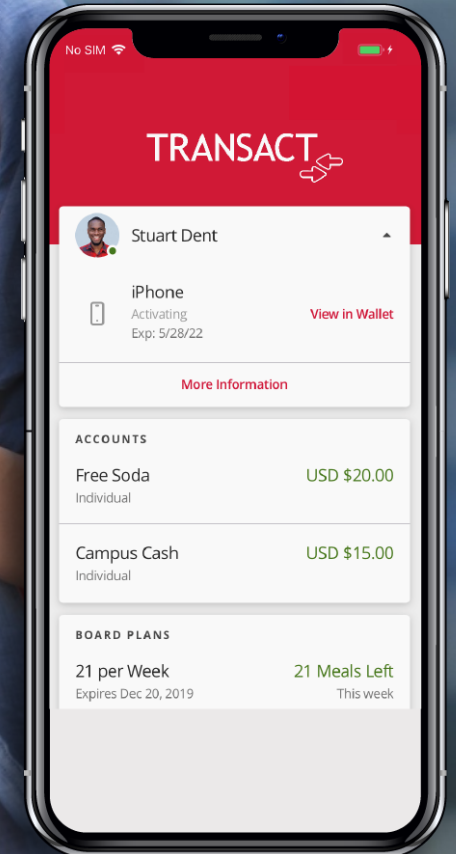 No SIM
TRANSACT
Stuart Dent
iPhone
Activating
Exp: 5/28/22
View in Wallet
More Information
ACCOUNTS
Free Soda
USD $20.00
Individual
Campus Cash
USD $15.00
Individual
BOARD PLANS
21 per Week
21 Meals Left
Expires Dec 20, 2019
This week